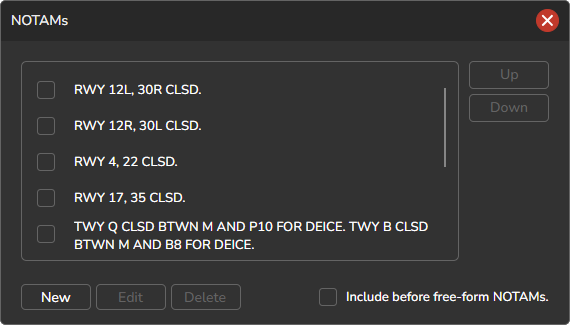 NOTAMs
RWY 12L, 30R CLSD.
RWY 12R, 30L CLSD.
RWY 4, 22 CLSD.
RWY 17, 35 CLSD.
TWY Q CLSD BTWN M AND P10 FOR DEICE. TWY B CLSD
BTWN M AND B8 FOR DEICE.
Up
Down
New
Edit
Delete
Include before free-form NOTAMs.